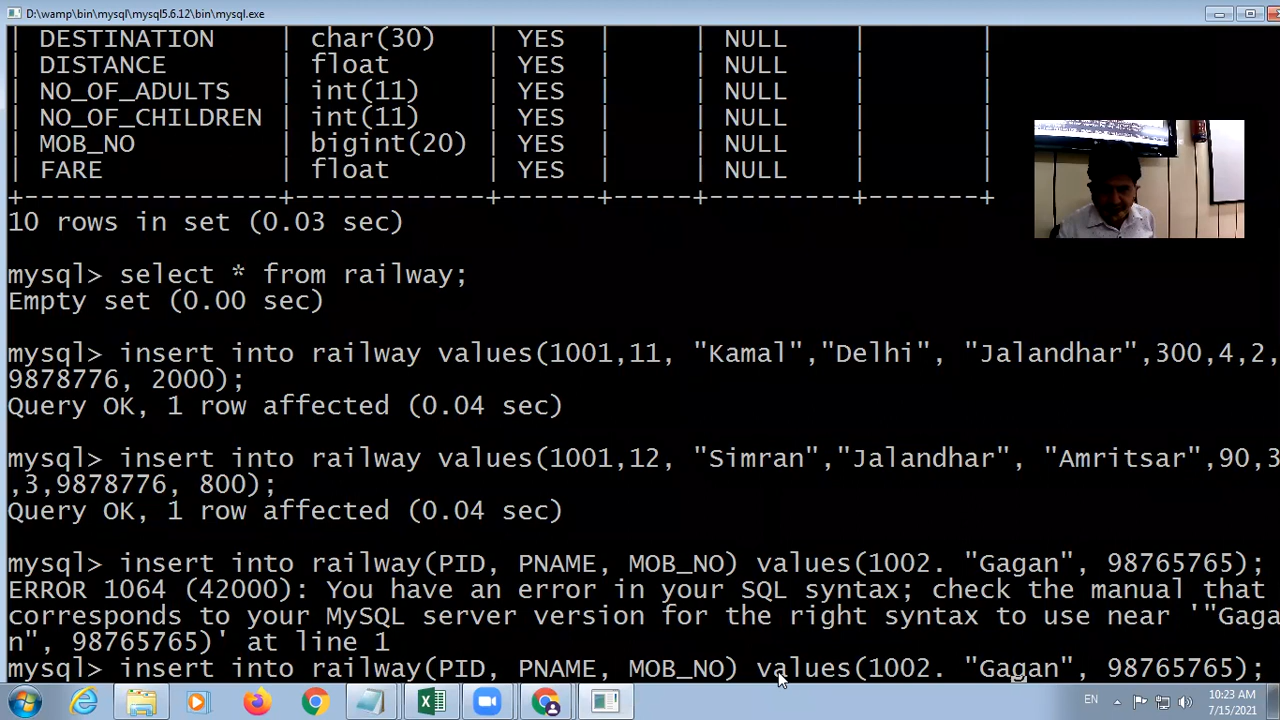 D:\wamp\bin\mysql\mysql5.6.12\bin\mysql.exe
| DESTINATION | char(30) | YES | | NULL | |
| DISTANCE | float | YES | | NULL | |
| NO_OF_ADULTS | int(11) | YES | | NULL | |
| NO_OF_CHILDREN | int(11) | YES | | NULL | |
| MOB_NO | bigint(20) | YES | | NULL | |
| FARE | float | YES | | NULL | |
+----------------+------------+------+-----+---------+-------+
10 rows in set (0.03 sec)
mysql> select * from railway;
Empty set (0.00 sec)
mysql> insert into railway values(1001,11, "Kamal","Delhi", "Jalandhar",300,4,2,
9878776, 2000);
Query OK, 1 row affected (0.04 sec)
mysql> insert into railway values(1001,12, "Simran","Jalandhar", "Amritsar",90,3
,3,9878776, 800);
Query OK, 1 row affected (0.04 sec)
mysql> insert into railway(PID, PNAME, MOB_NO) values(1002. "Gagan", 98765765);
ERROR 1064 (42000): You have an error in your SQL syntax; check the manual that
corresponds to your MySQL server version for the right syntax to use near '"Gaga
n", 98765765)' at line 1
mysql> insert into railway(PID, PNAME, MOB_NO) values(1002. "Gagan", 98765765);
EN
10:23 AM
7/15/2021